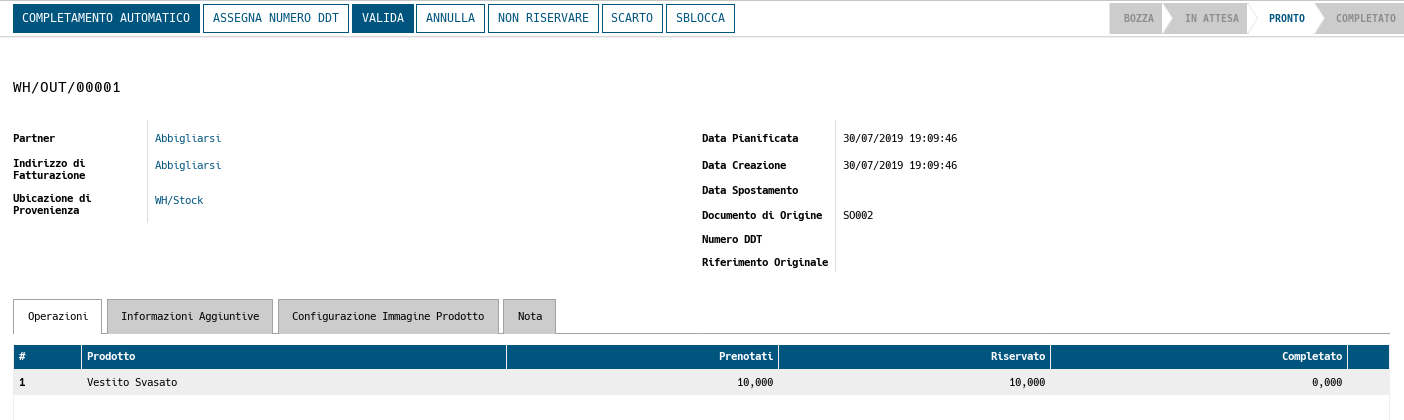 COMPLETAMENTO AUTOMATICO ASSEGNA NUMERO DDT VALIDA ANNULLA NON RISERVARE SCARTO SBLOCCA BOZZA IN ATTESA PRONTO COMPLETATO
WH/OUT/00001
Partner Abbigliarsi
Indirizzo di
Fatturazione Abbigliarsi
Ubicazione di
Provenienza WH/Stock
Data Pianificata 30/07/2019 19:09:46
Data Creazione 30/07/2019 19:09:46
Data Spostamento
Documento di Origine SO002
Numero DDT
Riferimento Originale
Operazioni Informazioni Aggiuntive Configurazione Immagine Prodotto Nota
# Prodotto Prenotati Riservato Completato
1 Vestito Svasato 10,000 10,000 0,000